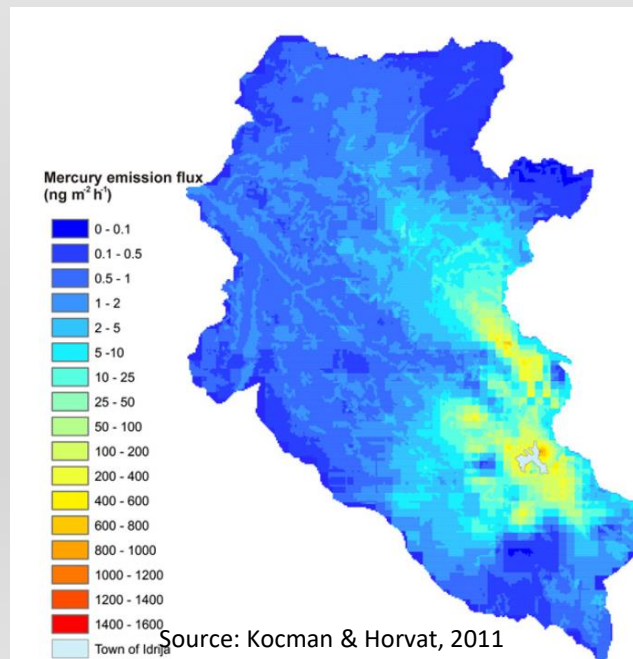 Mercury emission flux
(ng m⁻² h⁻¹)
0 - 0.1
0.1 - 0.5
0.5 - 1
1 - 2
2 - 5
5 -10
10 - 25
25 - 50
50 - 100
100 - 200
200 - 400
400 - 600
600 - 800
800 - 1000
1000 - 1200
1200 - 1400
1400 - 1600
Town of Idrija
Source: Kocman & Horvat, 2011